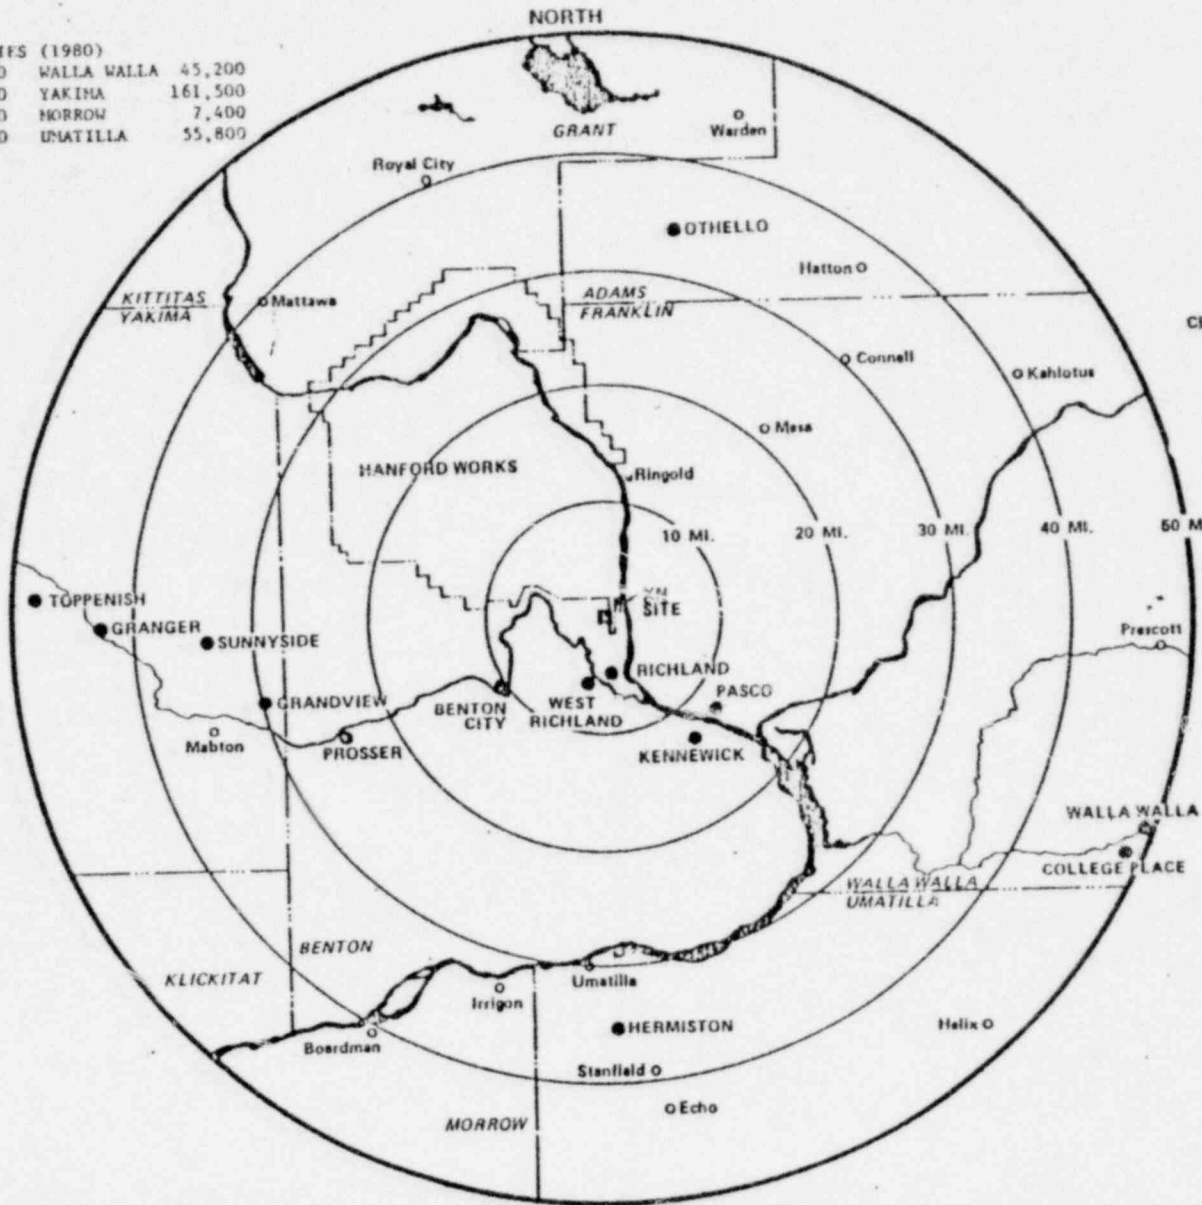 NORTH
(1980)
WALLA WALLA 45,200
YAKIMA 161,500
MORROW 7,400
UMATILLA 55,800
GRANT
Warden
Royal City
OTHELLO
Hatton
KITTITAS
YAKIMA
Mattawa
ADAMS
FRANKLIN
Connell
Kahlotus
Mesa
HANFORD WORKS
Ringold
10 MI.
20 MI.
30 MI.
40 MI.
SITE
TOPPENISH
GRANGER
SUNNYSIDE
Prescott
RICHLAND
GRANDVIEW
BENTON
CITY
WEST
RICHLAND
PASCO
Mabton
PROSSER
KENNEWICK
WALLA WALLA
COLLEGE PLACE
WALLA WALLA
UMATILLA
BENTON
KLICKITAT
Irrigon
Umatilla
Boardman
HERMISTON
Helix
Stanfield
Echo
MORROW